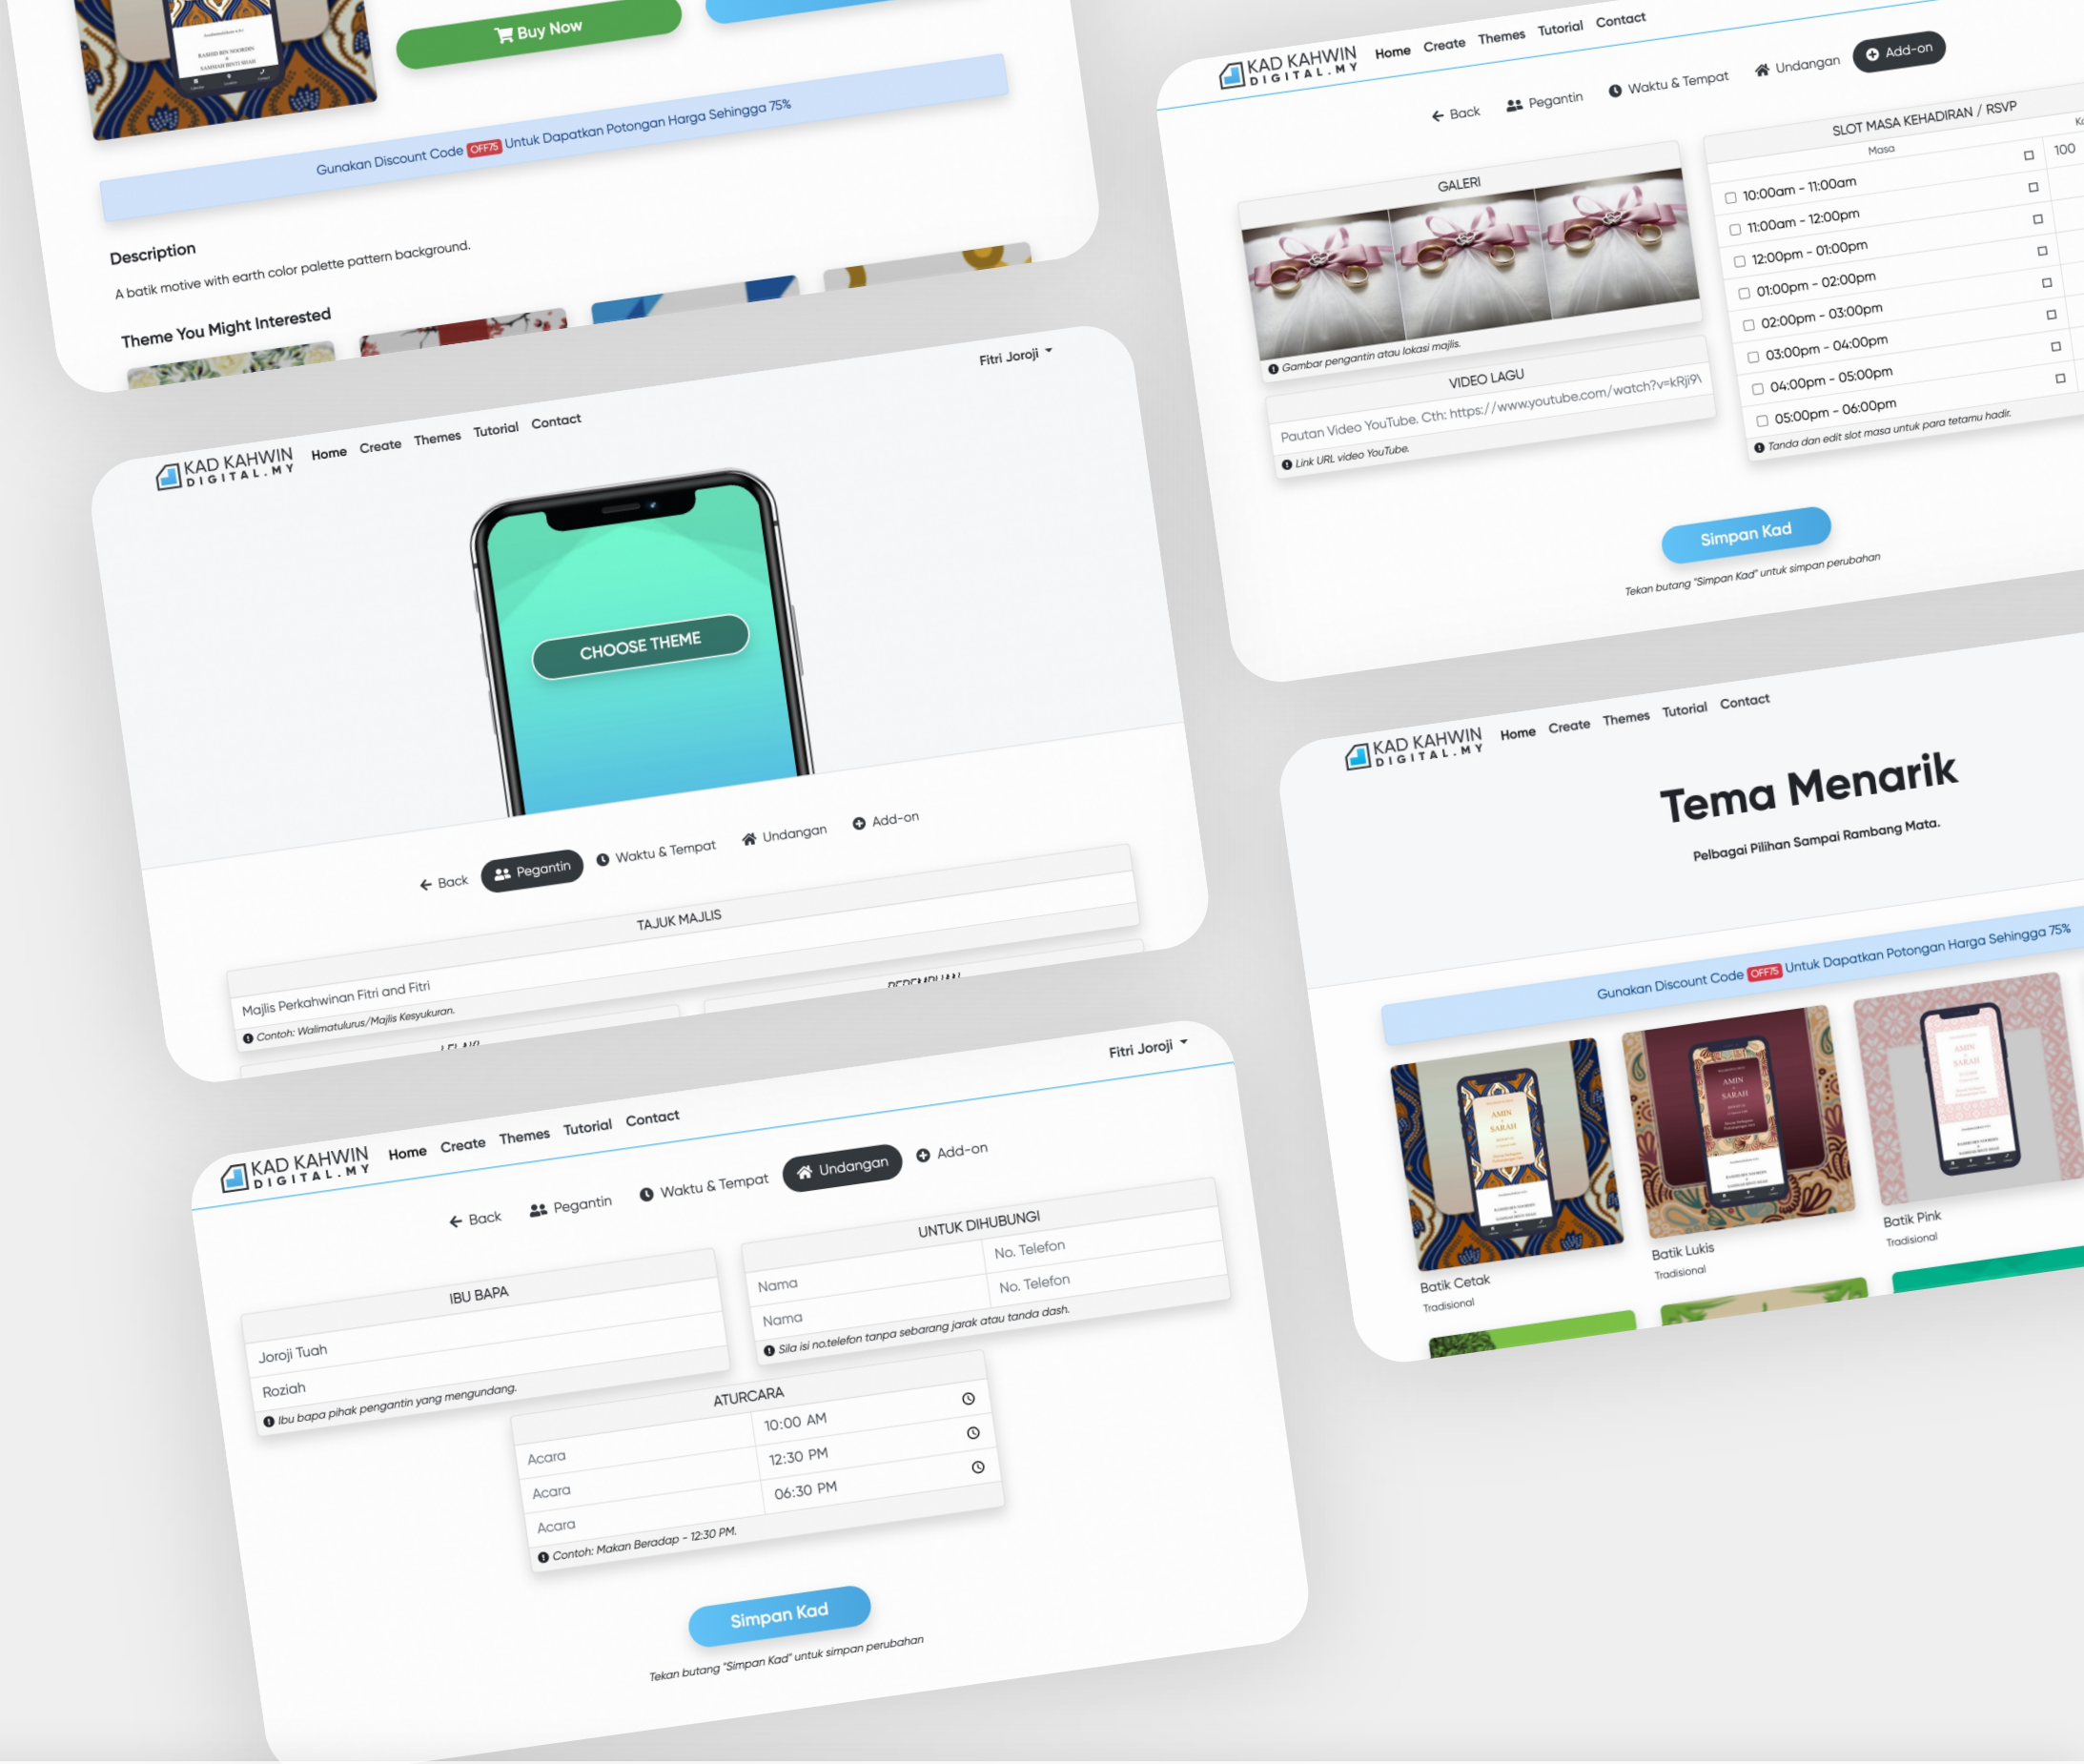 RASHID BIN NOORDIN
&
SAMSIAH BINTI SHAH
Buy Now
Gunakan Discount Code OFF75 Untuk Dapatkan Potongan Harga Sehingga 75%
Description
A batik motive with earth color palette pattern background.
Theme You Might Interested
KAD KAHWIN
DIGITAL.MY
Home Create Themes Tutorial Contact
Fitri Joroji
CHOOSE THEME
Back Pegantin Waktu & Tempat Undangan Add-on
TAJUK MAJLIS
Majlis Perkahwinan Fitri and Fitri
Contoh: Walimatulurus/Majlis Kesyukuran.
KAD KAHWIN
DIGITAL.MY
Home Create Themes Tutorial Contact
Fitri Joroji
Back Pegantin Waktu & Tempat Undangan Add-on
IBU BAPA
Joroji Tuah
Roziah
Ibu bapa pihak pengantin yang mengundang.
UNTUK DIHUBUNGI
Nama No. Telefon
Nama No. Telefon
Sila isi no.telefon tanpa sebarang jarak atau tanda dash.
ATURCARA
Acara 10:00 AM
Acara 12:30 PM
Acara 06:30 PM
Contoh: Makan Beradap - 12:30 PM.
Simpan Kad
Tekan butang "Simpan Kad" untuk simpan perubahan
KAD KAHWIN
DIGITAL.MY
Home Create Themes Tutorial Contact
Back Pegantin Waktu & Tempat Undangan Add-on
GALERI
Gambar pengantin atau lokasi majlis.
VIDEO LAGU
Pautan Video YouTube. Cth: https://www.youtube.com/watch?v=kRji9\
Link URL video YouTube.
SLOT MASA KEHADIRAN / RSVP
Masa
10:00am - 11:00am 100
11:00am - 12:00pm
12:00pm - 01:00pm
01:00pm - 02:00pm
02:00pm - 03:00pm
03:00pm - 04:00pm
04:00pm - 05:00pm
05:00pm - 06:00pm
Tanda dan edit slot masa untuk para tetamu hadir.
Simpan Kad
Tekan butang "Simpan Kad" untuk simpan perubahan
KAD KAHWIN
DIGITAL.MY
Home Create Themes Tutorial Contact
Tema Menarik
Pelbagai Pilihan Sampai Rambang Mata.
Gunakan Discount Code OFF75 Untuk Dapatkan Potongan Harga Sehingga 75%
AMIN
SARAH
AMIN
SARAH
AMIN
SARAH
Batik Cetak
Tradisional
Batik Lukis
Tradisional
Batik Pink
Tradisional